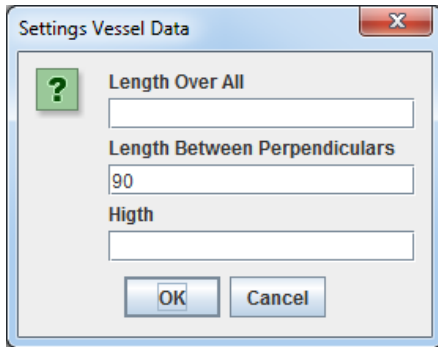 Settings Vessel Data
x
?
Length Over All
Length Between Perpendiculars
90
Higth
OK Cancel